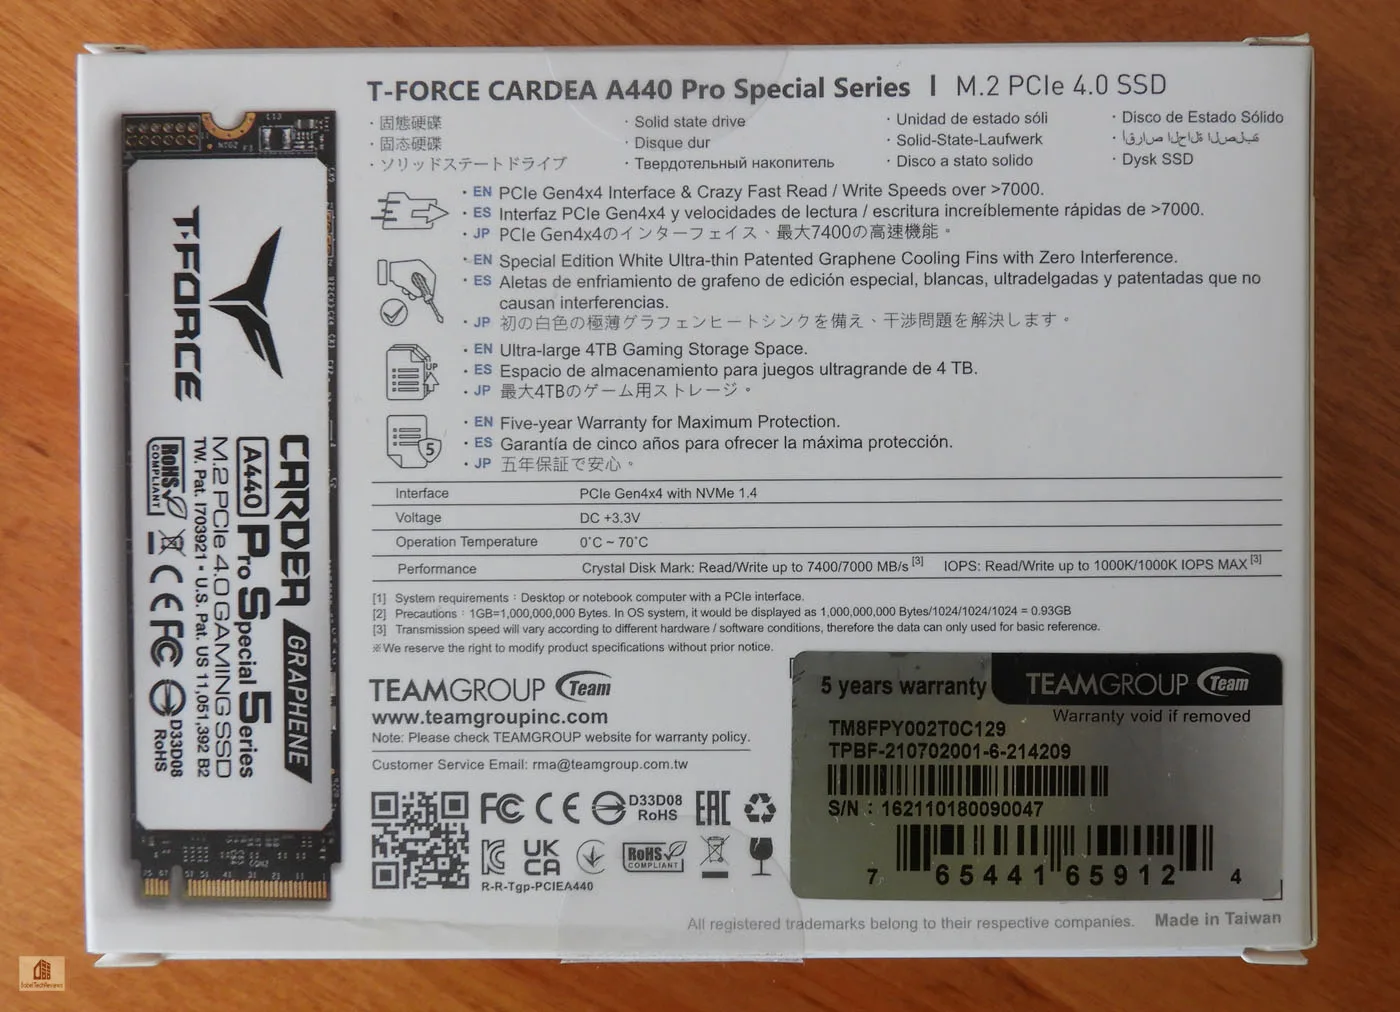 T-FORCE CARDEA A440 Pro Special Series | M.2 PCIe 4.0 SSD
· 固態硬碟
· 固态硬碟
· ソリッドステートドライブ
· Solid state drive
· Disque dur
· Твердотельный накопитель
· Unidad de estado sóli
· Solid-State-Laufwerk
· Disco a stato solido
· Disco de Estado Sólido
· Dysk SSD
· EN PCIe Gen4x4 Interface & Crazy Fast Read / Write Speeds over >7000.
· ES Interfaz PCIe Gen4x4 y velocidades de lectura / escritura increíblemente rápidas de >7000.
· JP PCIe Gen4x4のインターフェイス、最大7400の高速機能。
· EN Special Edition White Ultra-thin Patented Graphene Cooling Fins with Zero Interference.
· ES Aletas de enfriamiento de grafeno de edición especial, blancas, ultradelgadas y patentadas que no
causan interferencias.
· JP 初の白色の極薄グラフェンヒートシンクを備え、干渉問題を解決します。
· EN Ultra-large 4TB Gaming Storage Space.
· ES Espacio de almacenamiento para juegos ultragrande de 4 TB.
· JP 最大4TBのゲーム用ストレージ。
· EN Five-year Warranty for Maximum Protection.
· ES Garantía de cinco años para ofrecer la máxima protección.
· JP 五年保証で安心。
UP
5
Interface PCIe Gen4x4 with NVMe 1.4
Voltage DC +3.3V
Operation Temperature 0˚C ~ 70˚C
Performance Crystal Disk Mark: Read/Write up to 7400/7000 MB/s [3] IOPS: Read/Write up to 1000K/1000K IOPS MAX [3]
[1] System requirements：Desktop or notebook computer with a PCIe interface.
[2] Precautions：1GB=1,000,000,000 Bytes. In OS system, it would be displayed as 1,000,000,000 Bytes/1024/1024/1024 = 0.93GB
[3] Transmission speed will vary according to different hardware / software conditions, therefore the data can only used for basic reference.
※We reserve the right to modify product specifications without prior notice.
TEAMGROUP Team
www.teamgroupinc.com
Note: Please check TEAMGROUP website for warranty policy.
Customer Service Email: rma@teamgroup.com.tw
FC CE D33D08 RoHS EAC
KC UK CA RoHS COMPLIANT
R-R-Tgp-PCIEA440
5 years warranty TEAMGROUP Team
Warranty void if removed
TM8FPY002T0C129
TPBF-210702001-6-214209
S/N：162110180090047
7 65441 65912 4
All registered trademarks belong to their respective companies. Made in Taiwan
T-FORCE
CARDEA GRAPHENE
A440 Pro Special Series
M.2 PCIe 4.0 GAMING SSD
TW. Pat. I703921 · U.S. Pat. US 11,051,392 B2
RoHS COMPLIANT CE FC D33D08 RoHS
BabelTechReviews